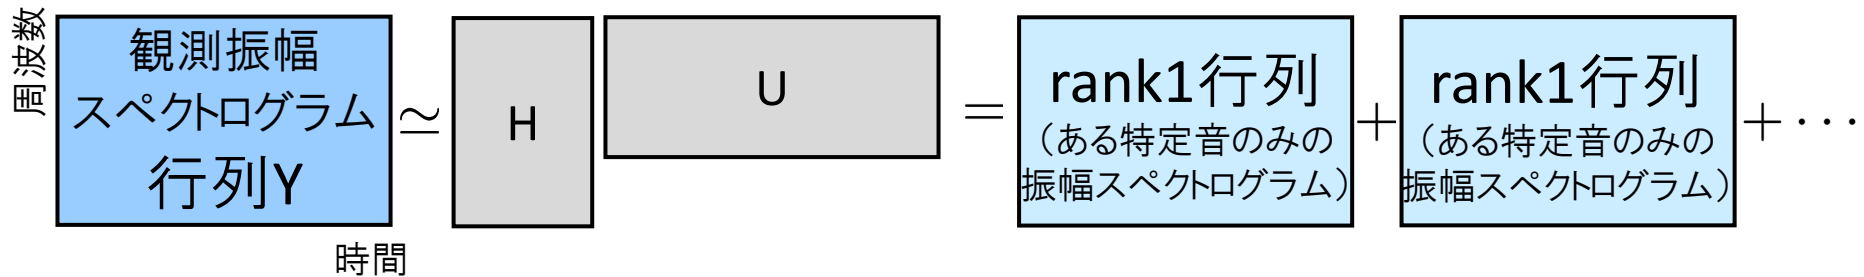 周波数
観測振幅
スペクトログラム
行列Y
時間
≃
H
U
=
rank1行列
（ある特定音のみの
振幅スペクトログラム）
+
rank1行列
（ある特定音のみの
振幅スペクトログラム）
+ ···